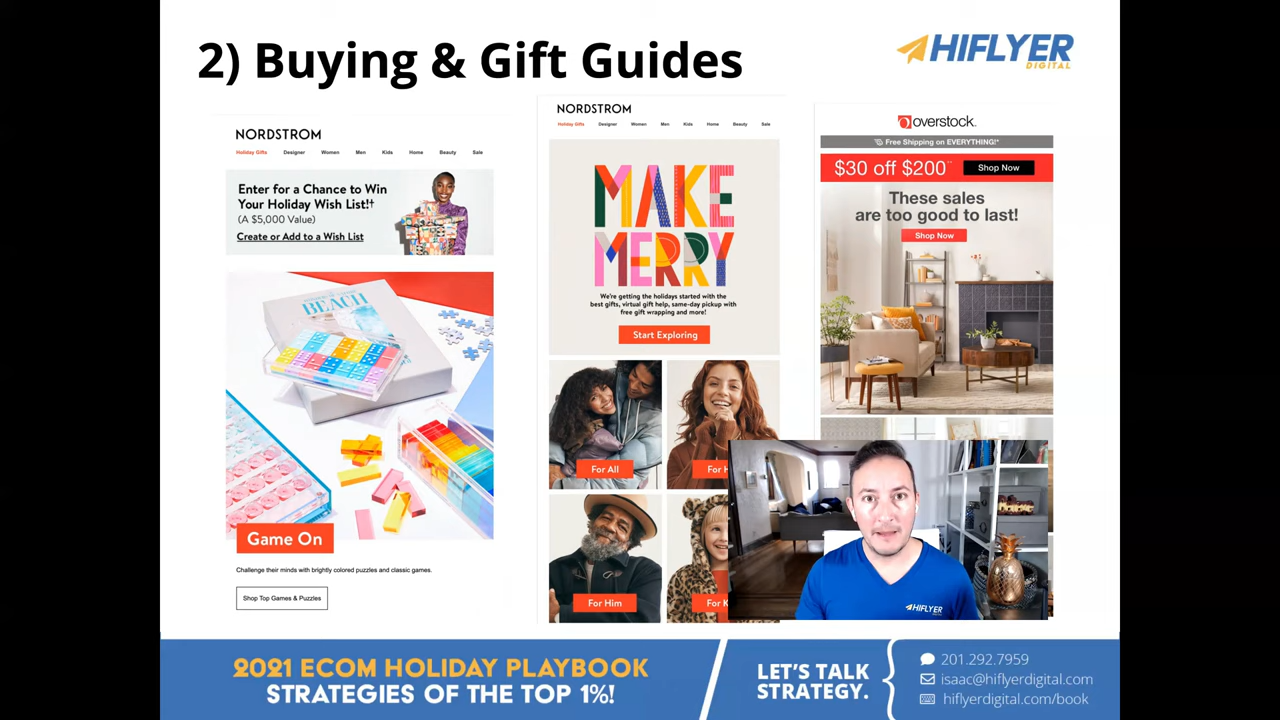 2) Buying & Gift Guides
HIFLYER
DIGITAL
NORDSTROM
Holiday Gifts Designer Women Men Kids Home Beauty Sale
Enter for a Chance to Win
Your Holiday Wish List!†
(A $5,000 Value)
Create or Add to a Wish List
BEACH
Game On
Challenge their minds with brightly colored puzzles and classic games.
Shop Top Games & Puzzles
NORDSTROM
Holiday Gifts Designer Women Men Kids Home Beauty Sale
MAKE
MERRY
We're getting the holidays started with the
best gifts, virtual gift help, same-day pickup with
free gift wrapping and more!
Start Exploring
For All
For
For Him
For
overstock.
Free Shipping on EVERYTHING!*
$30 off $200** Shop Now
These sales
are too good to last!
Shop Now
HIFLYER
2021 ECOM HOLIDAY PLAYBOOK
STRATEGIES OF THE TOP 1%!
LET'S TALK
STRATEGY.
201.292.7959
isaac@hiflyerdigital.com
hiflyerdigital.com/book